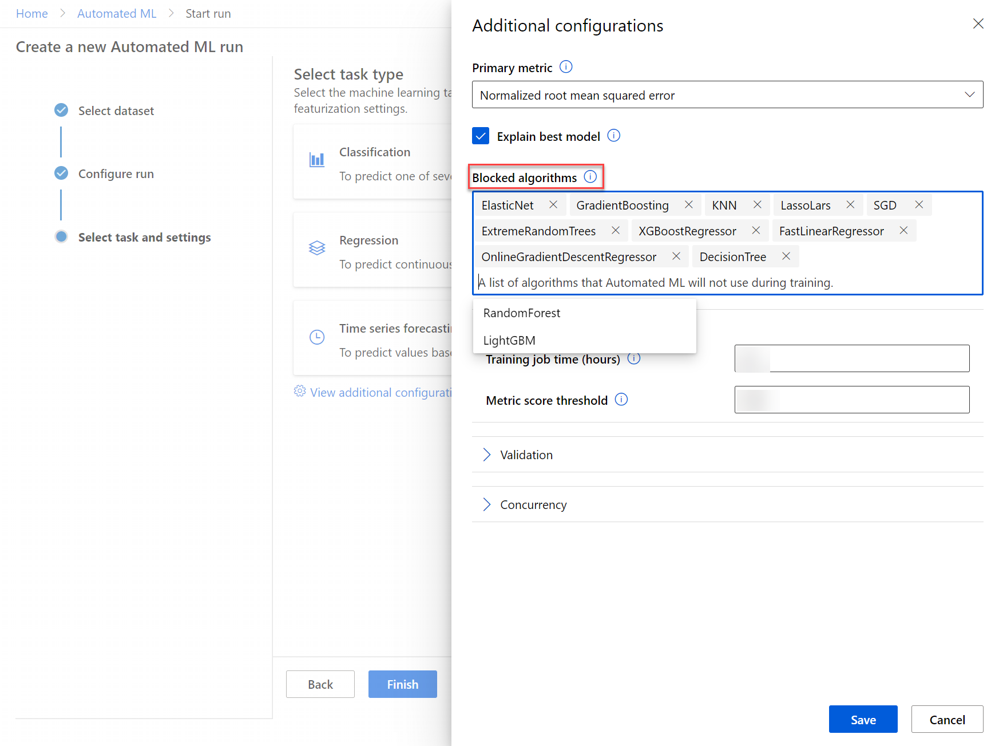 Home > Automated ML > Start run
Create a new Automated ML run
Select dataset
Configure run
Select task and settings
Select task type
Select the machine learning ta
featurization settings.
Classification
To predict one of seve
Regression
To predict continuous
Time series forecasti
To predict values base
View additional configurati
Back
Finish
Additional configurations
Primary metric
Normalized root mean squared error
Explain best model
Blocked algorithms
ElasticNet GradientBoosting KNN LassoLars SGD
ExtremeRandomTrees XGBoostRegressor FastLinearRegressor
OnlineGradientDescentRegressor DecisionTree
A list of algorithms that Automated ML will not use during training.
RandomForest
LightGBM
Training job time (hours)
Metric score threshold
Validation
Concurrency
Save
Cancel